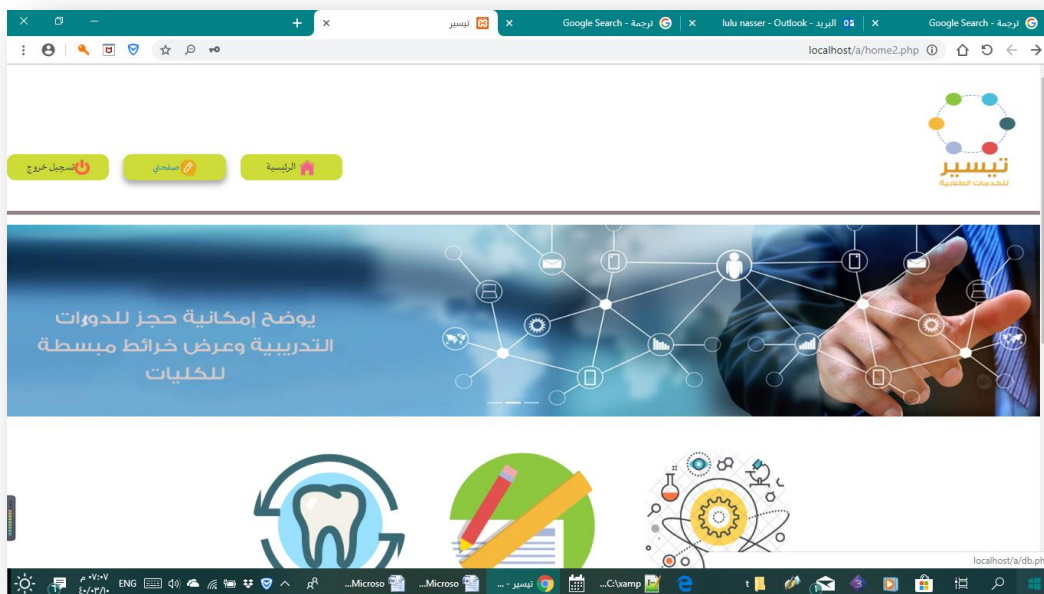 ترجمة - Google Search
البريد - lulu nasser - Outlook
ترجمة - Google Search
تيسير
localhost/a/home2.php
تيسير
للخدمات الطلابية
الرئيسية
صفحتي
تسجيل خروج
يوضح إمكانية حجز للدورات
التدريبية وعرض خرائط مبسطة
للكليات
localhost/a/db.ph
t
C:\xamp...
تيسير - ...
Microso...
Microso...
ENG
٠٧:٠٧ م